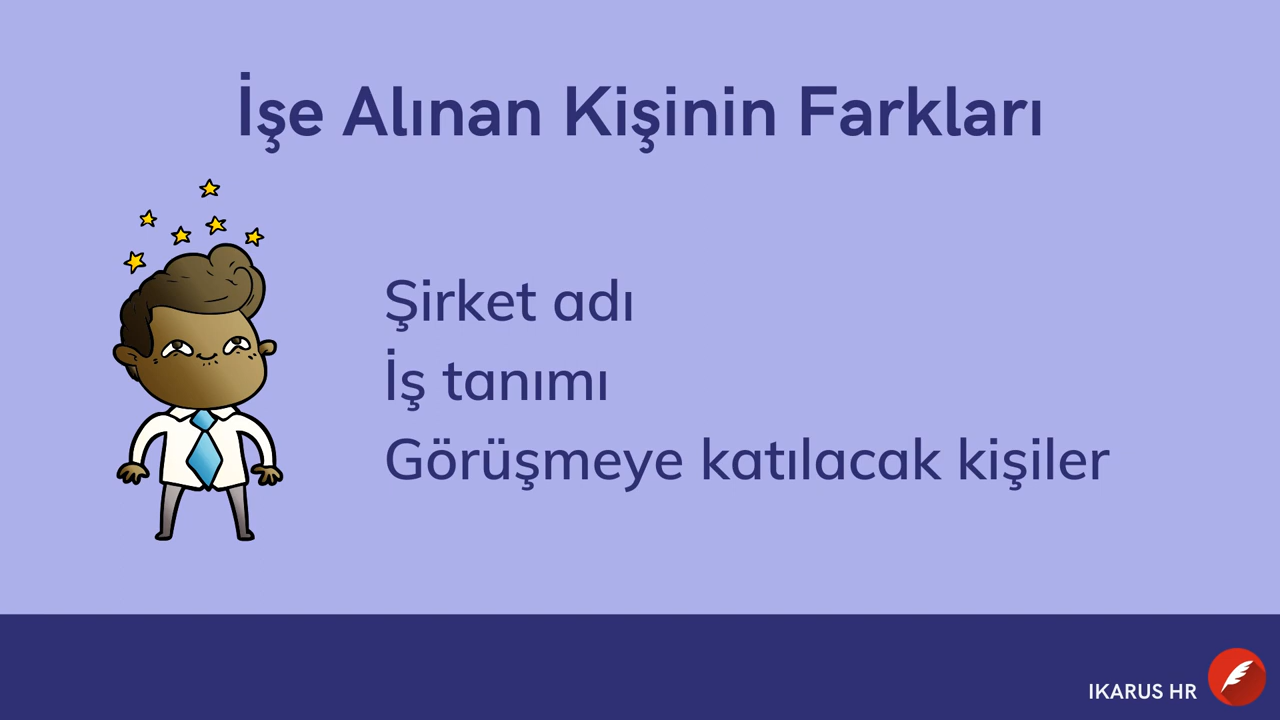 İşe Alınan Kişinin Farkları
Şirket adı
İş tanımı
Görüşmeye katılacak kişiler
IKARUS HR